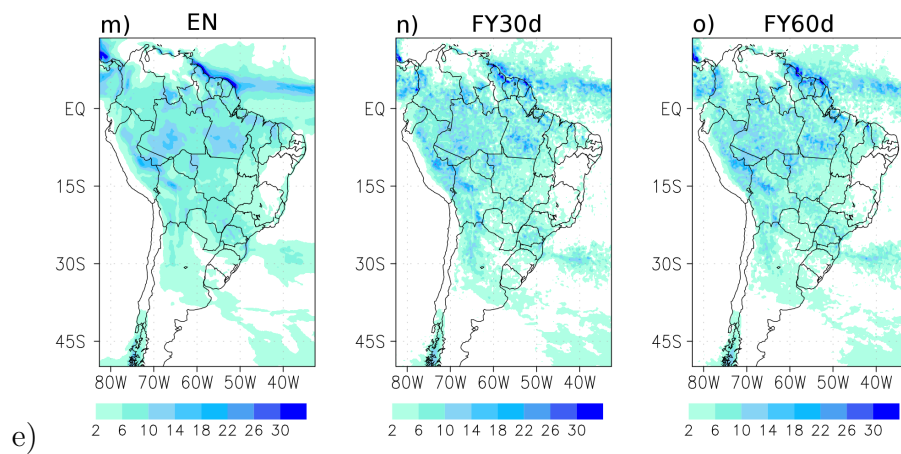 m) EN n) FY30d o) FY60d
EQ EQ EQ
15S 15S 15S
30S 30S 30S
45S 45S 45S
80W 70W 60W 50W 40W 80W 70W 60W 50W 40W 80W 70W 60W 50W 40W
2 6 10 14 18 22 26 30 2 6 10 14 18 22 26 30 2 6 10 14 18 22 26 30
e)